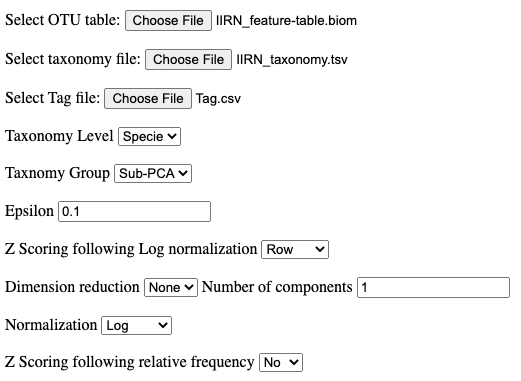 Select OTU table: Choose File IIRN_feature-table.biom
Select taxonomy file: Choose File IIRN_taxonomy.tsv
Select Tag file: Choose File Tag.csv
Taxonomy Level Specie
Taxnomy Group Sub-PCA
Epsilon 0.1
Z Scoring following Log normalization Row
Dimension reduction None Number of components 1
Normalization Log
Z Scoring following relative frequency No